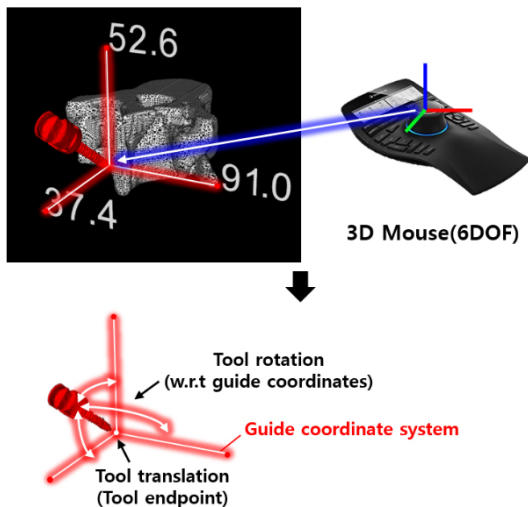 52.6
91.0
37.4
3D Mouse(6DOF)
Tool rotation
(w.r.t guide coordinates)
Guide coordinate system
Tool translation
(Tool endpoint)